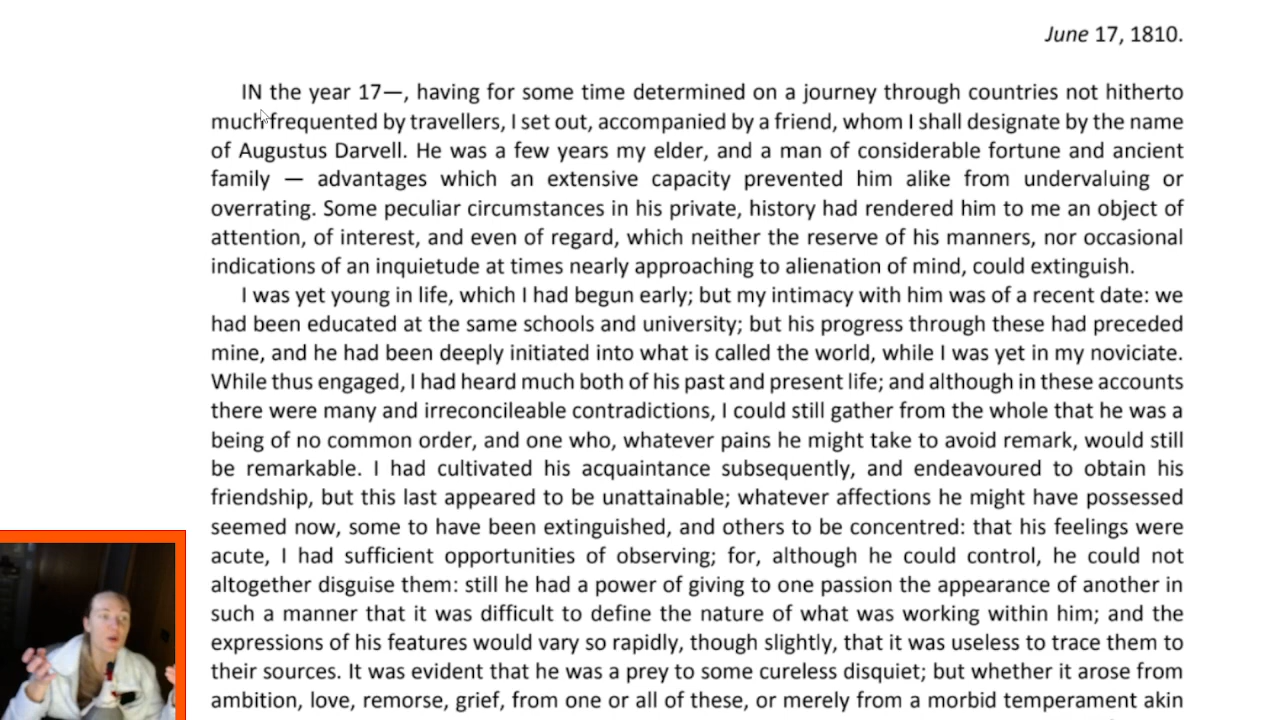 June 17, 1810.
IN the year 17—, having for some time determined on a journey through countries not hitherto
much frequented by travellers, I set out, accompanied by a friend, whom I shall designate by the name
of Augustus Darvell. He was a few years my elder, and a man of considerable fortune and ancient
family — advantages which an extensive capacity prevented him alike from undervaluing or
overrating. Some peculiar circumstances in his private, history had rendered him to me an object of
attention, of interest, and even of regard, which neither the reserve of his manners, nor occasional
indications of an inquietude at times nearly approaching to alienation of mind, could extinguish.
I was yet young in life, which I had begun early; but my intimacy with him was of a recent date: we
had been educated at the same schools and university; but his progress through these had preceded
mine, and he had been deeply initiated into what is called the world, while I was yet in my noviciate.
While thus engaged, I had heard much both of his past and present life; and although in these accounts
there were many and irreconcileable contradictions, I could still gather from the whole that he was a
being of no common order, and one who, whatever pains he might take to avoid remark, would still
be remarkable. I had cultivated his acquaintance subsequently, and endeavoured to obtain his
friendship, but this last appeared to be unattainable; whatever affections he might have possessed
seemed now, some to have been extinguished, and others to be concentred: that his feelings were
acute, I had sufficient opportunities of observing; for, although he could control, he could not
altogether disguise them: still he had a power of giving to one passion the appearance of another in
such a manner that it was difficult to define the nature of what was working within him; and the
expressions of his features would vary so rapidly, though slightly, that it was useless to trace them to
their sources. It was evident that he was a prey to some cureless disquiet; but whether it arose from
ambition, love, remorse, grief, from one or all of these, or merely from a morbid temperament akin